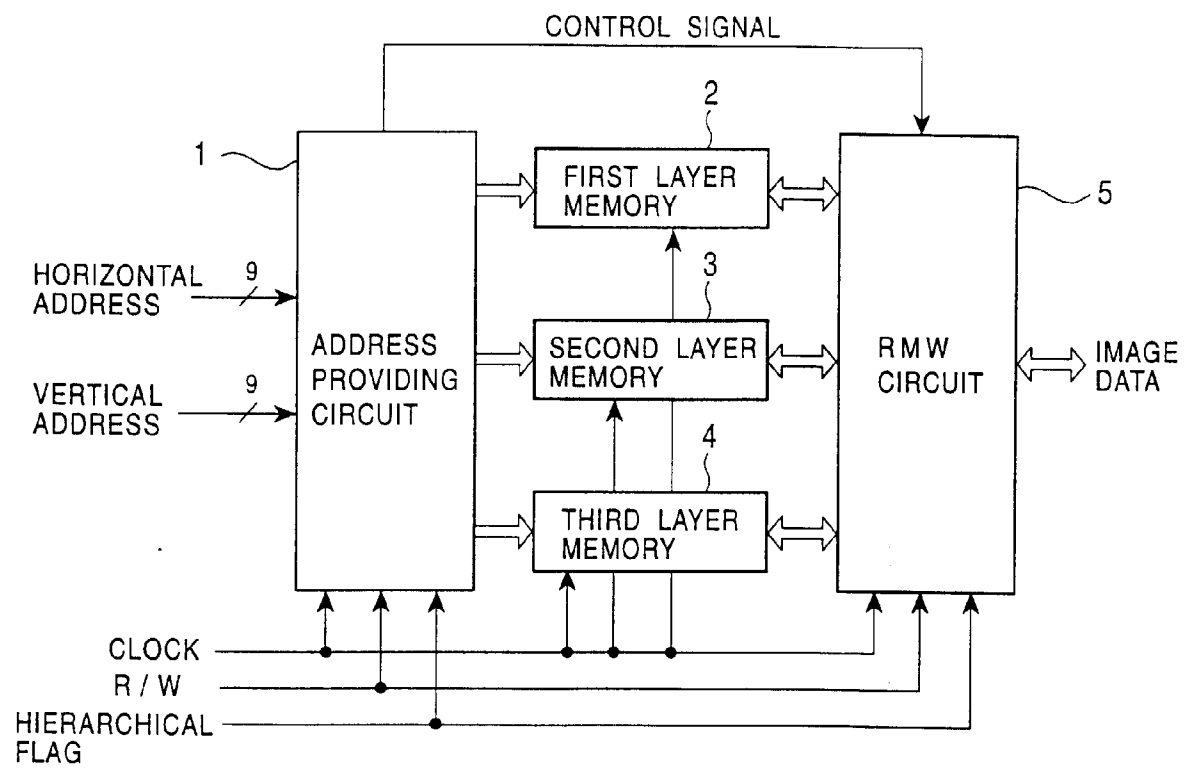 CONTROL SIGNAL
1
2
FIRST LAYER
MEMORY
5
HORIZONTAL
ADDRESS
9
3
ADDRESS
PROVIDING
CIRCUIT
SECOND LAYER
MEMORY
RMW
CIRCUIT
IMAGE
DATA
VERTICAL
ADDRESS
9
4
THIRD LAYER
MEMORY
CLOCK
R / W
HIERARCHICAL
FLAG